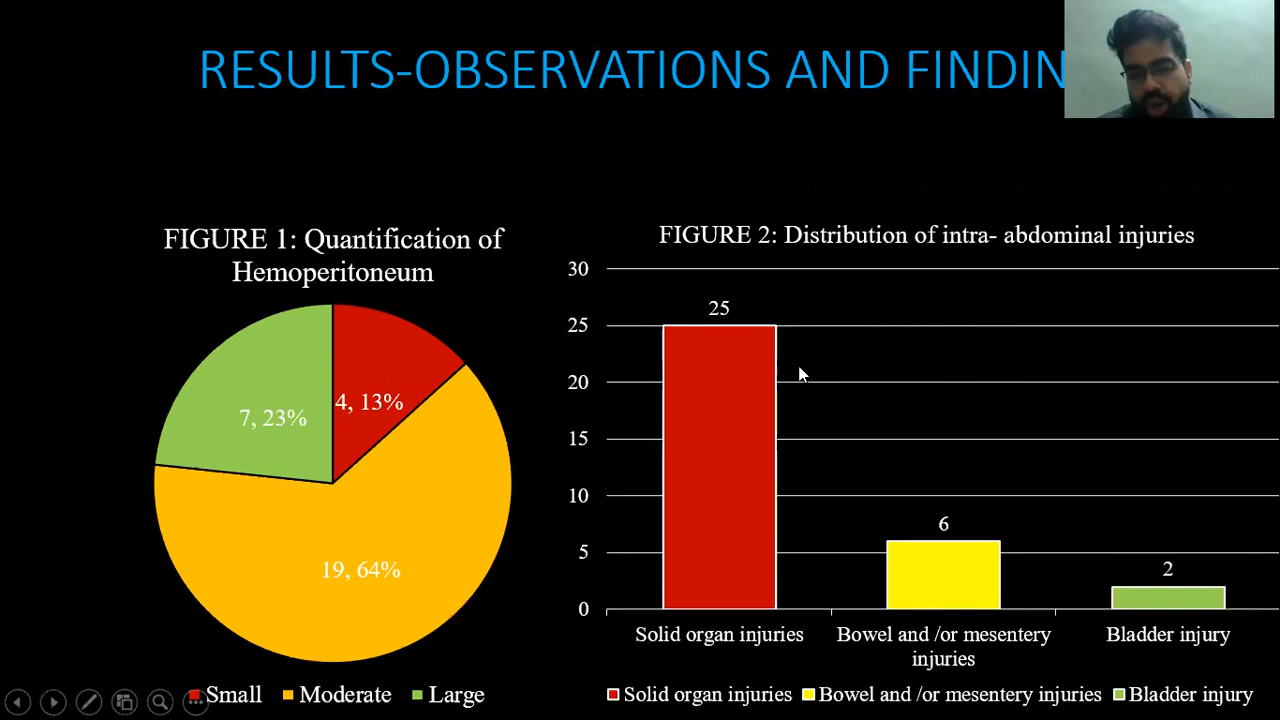 RESULTS-OBSERVATIONS AND FINDIN
FIGURE 1: Quantification of
Hemoperitoneum
4, 13%
7, 23%
19, 64%
Small Moderate Large
FIGURE 2: Distribution of intra- abdominal injuries
30
25
20
15
10
5
0
25
6
2
Solid organ injuries
Bowel and /or mesentery
injuries
Bladder injury
Solid organ injuries Bowel and /or mesentery injuries Bladder injury